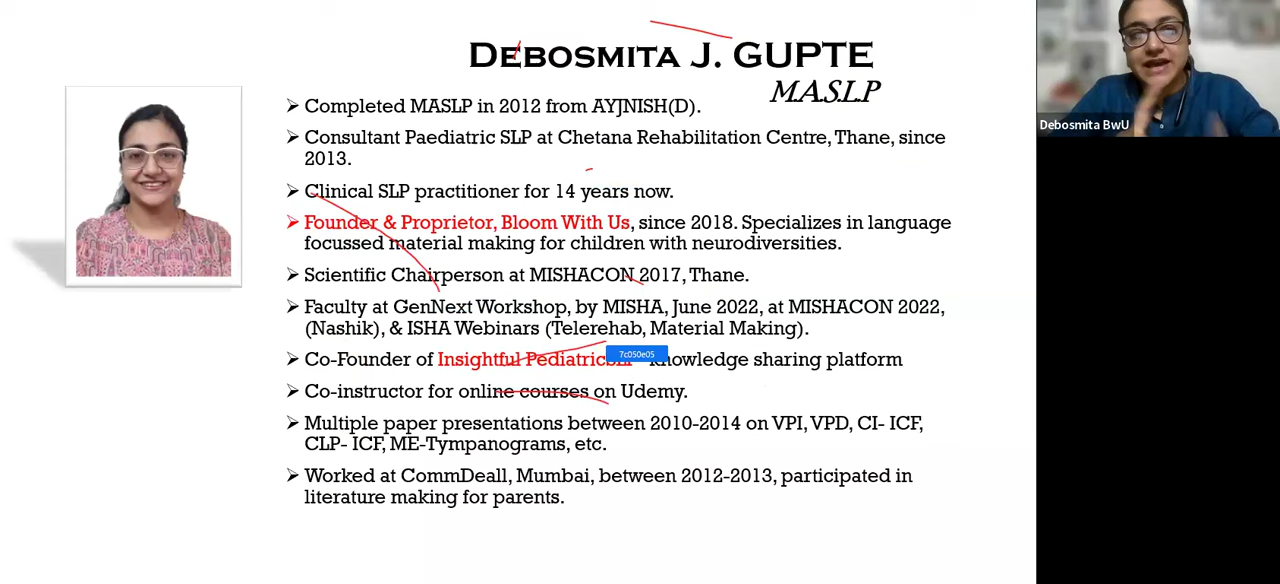 DEBOSMITA J. GUPTE
M.A.S.L.P
➢ Completed MASLP in 2012 from AYJNISH(D).
➢ Consultant Paediatric SLP at Chetana Rehabilitation Centre, Thane, since
2013.
➢ Clinical SLP practitioner for 14 years now.
➢ Founder & Proprietor, Bloom With Us, since 2018. Specializes in language
focussed material making for children with neurodiversities.
➢ Scientific Chairperson at MISHACON 2017, Thane.
➢ Faculty at GenNext Workshop, by MISHA, June 2022, at MISHACON 2022,
(Nashik), & ISHA Webinars (Telerehab, Material Making).
➢ Co-Founder of Insightful Pediatric knowledge sharing platform
7c050e05
➢ Co-instructor for online courses on Udemy.
➢ Multiple paper presentations between 2010-2014 on VPI, VPD, CI- ICF,
CLP- ICF, ME-Tympanograms, etc.
➢ Worked at CommDeall, Mumbai, between 2012-2013, participated in
literature making for parents.
Debosmita BwU